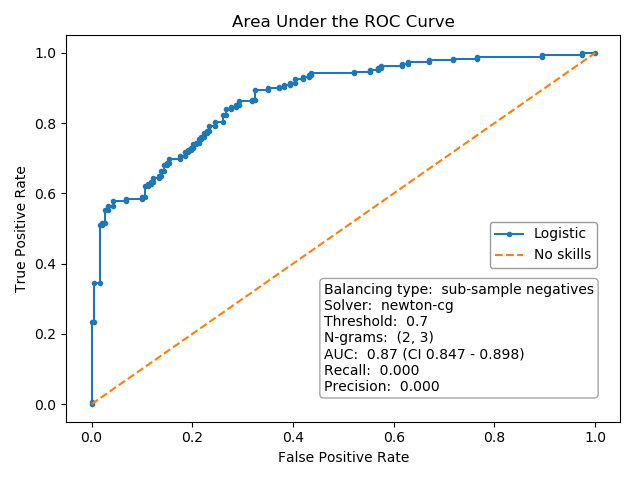 Area Under the ROC Curve
True Positive Rate
1.0
0.8
0.6
0.4
0.2
0.0
Logistic
No skills
Balancing type:  sub-sample negatives
Solver:  newton-cg
Threshold:  0.7
N-grams:  (2, 3)
AUC:  0.87 (CI 0.847 - 0.898)
Recall:  0.000
Precision:  0.000
0.0 0.2 0.4 0.6 0.8 1.0
False Positive Rate